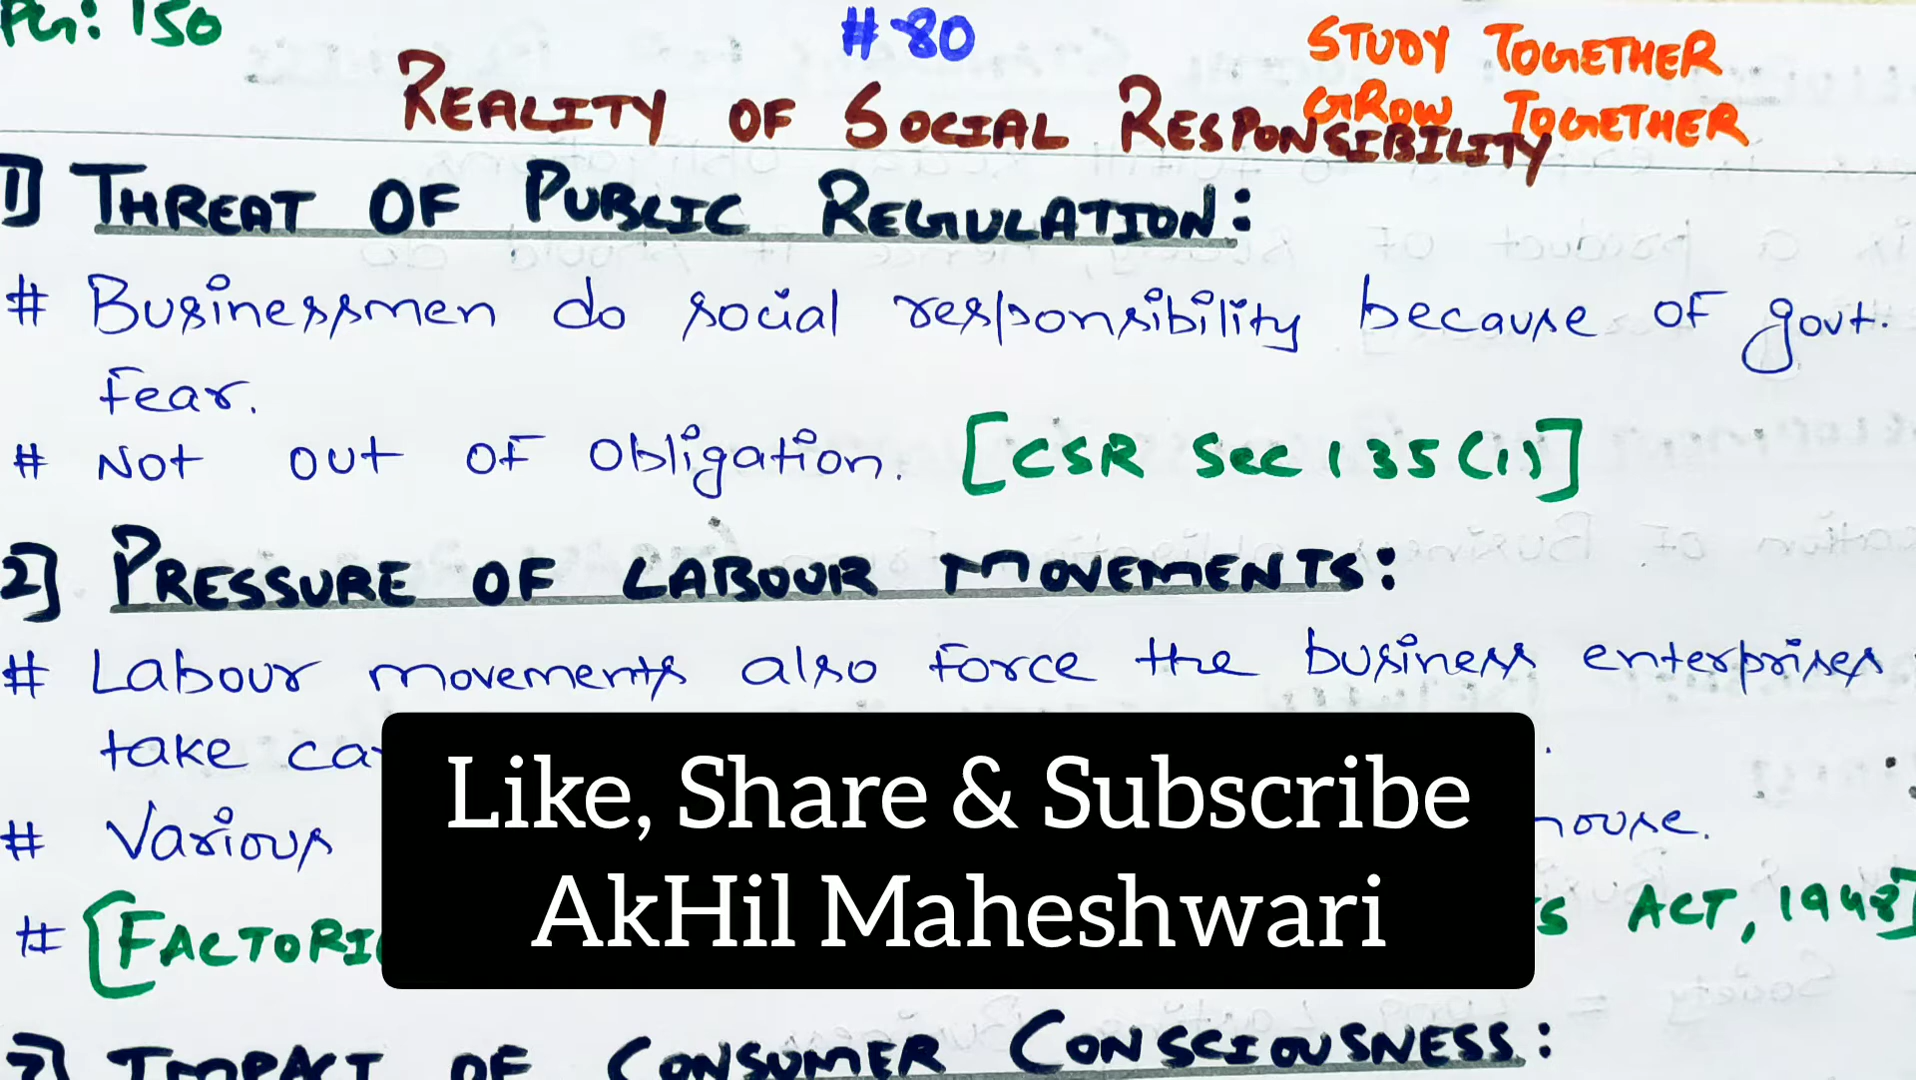 Pg: 150
#80
STUDY TOGETHER
GROW TOGETHER
REALITY OF SOCIAL RESPONSIBILITY
1] THREAT OF PUBLIC REGULATION:
# Businessmen do social responsibility because of govt.
fear.
# Not out of obligation. [CSR Sec 135(1)]
2] PRESSURE OF LABOUR MOVEMENTS:
# Labour movements also force the business enterprises
take
# Various
house.
# [
ACT, 1948]
Like, Share & Subscribe
AkHil Maheshwari
3] IMPACT OF CONSUMER CONSCIOUSNESS: